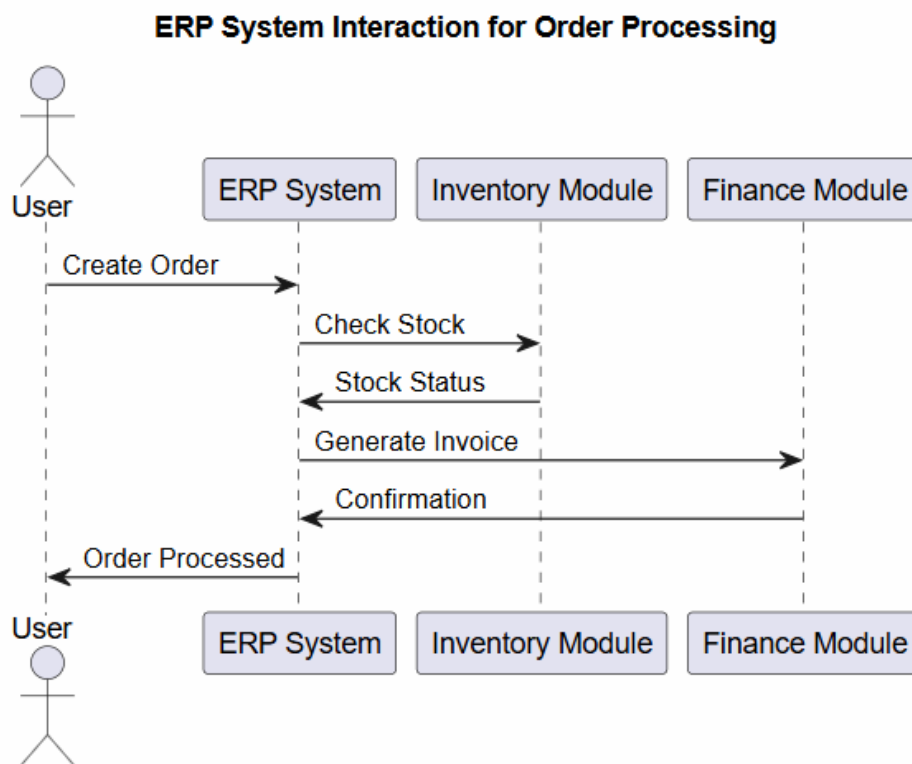 ERP System Interaction for Order Processing
User
ERP System
Inventory Module
Finance Module
Create Order
Check Stock
Stock Status
Generate Invoice
Confirmation
Order Processed
User
ERP System
Inventory Module
Finance Module